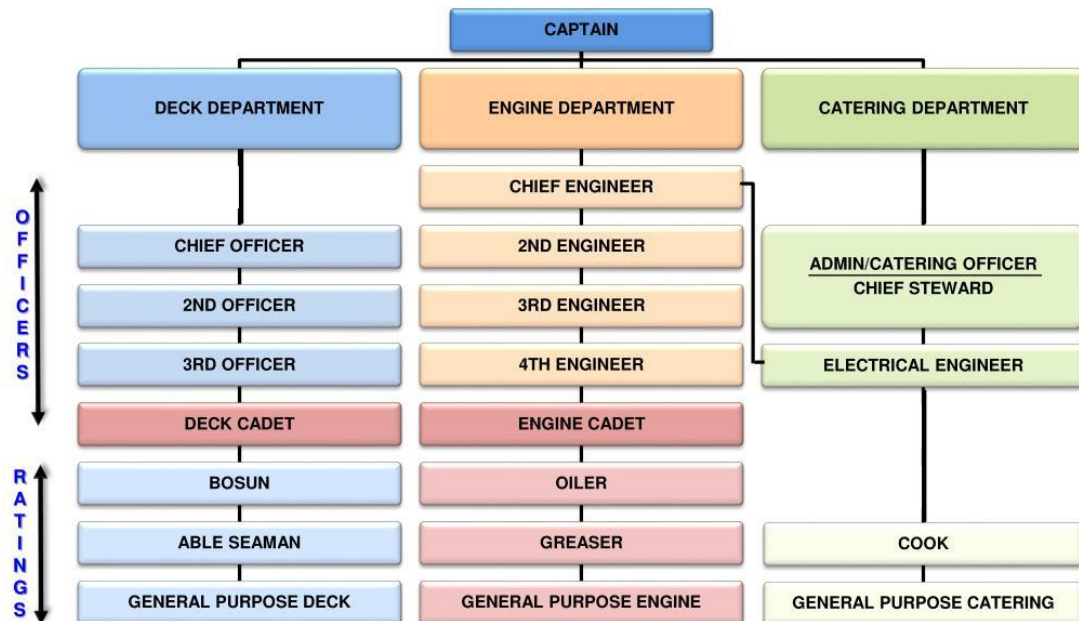 CAPTAIN
DECK DEPARTMENT
ENGINE DEPARTMENT
CATERING DEPARTMENT
OFFICERS
CHIEF ENGINEER
CHIEF OFFICER
2ND ENGINEER
ADMIN/CATERING OFFICER
CHIEF STEWARD
2ND OFFICER
3RD ENGINEER
3RD OFFICER
4TH ENGINEER
ELECTRICAL ENGINEER
DECK CADET
ENGINE CADET
RATINGS
BOSUN
OILER
ABLE SEAMAN
GREASER
COOK
GENERAL PURPOSE DECK
GENERAL PURPOSE ENGINE
GENERAL PURPOSE CATERING